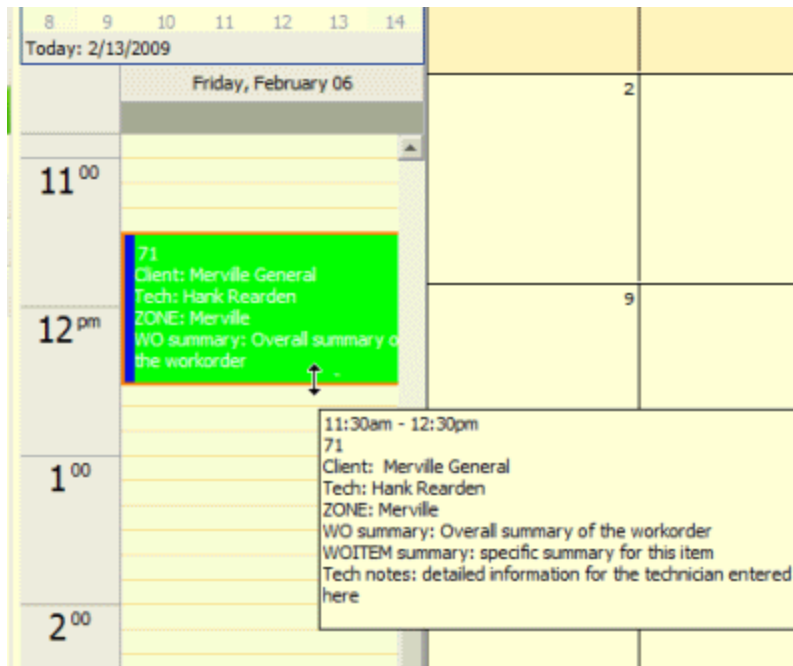 8 9 10 11 12 13 14
Today: 2/13/2009
Friday, February 06
11 00
71
Client: Merville General
Tech: Hank Rearden
ZONE: Merville
WO summary: Overall summary o
the workorder
12 pm
1 00
2 00
2
9
11:30am - 12:30pm
71
Client:  Merville General
Tech: Hank Rearden
ZONE: Merville
WO summary: Overall summary of the workorder
WOITEM summary: specific summary for this item
Tech notes: detailed information for the technician entered
here